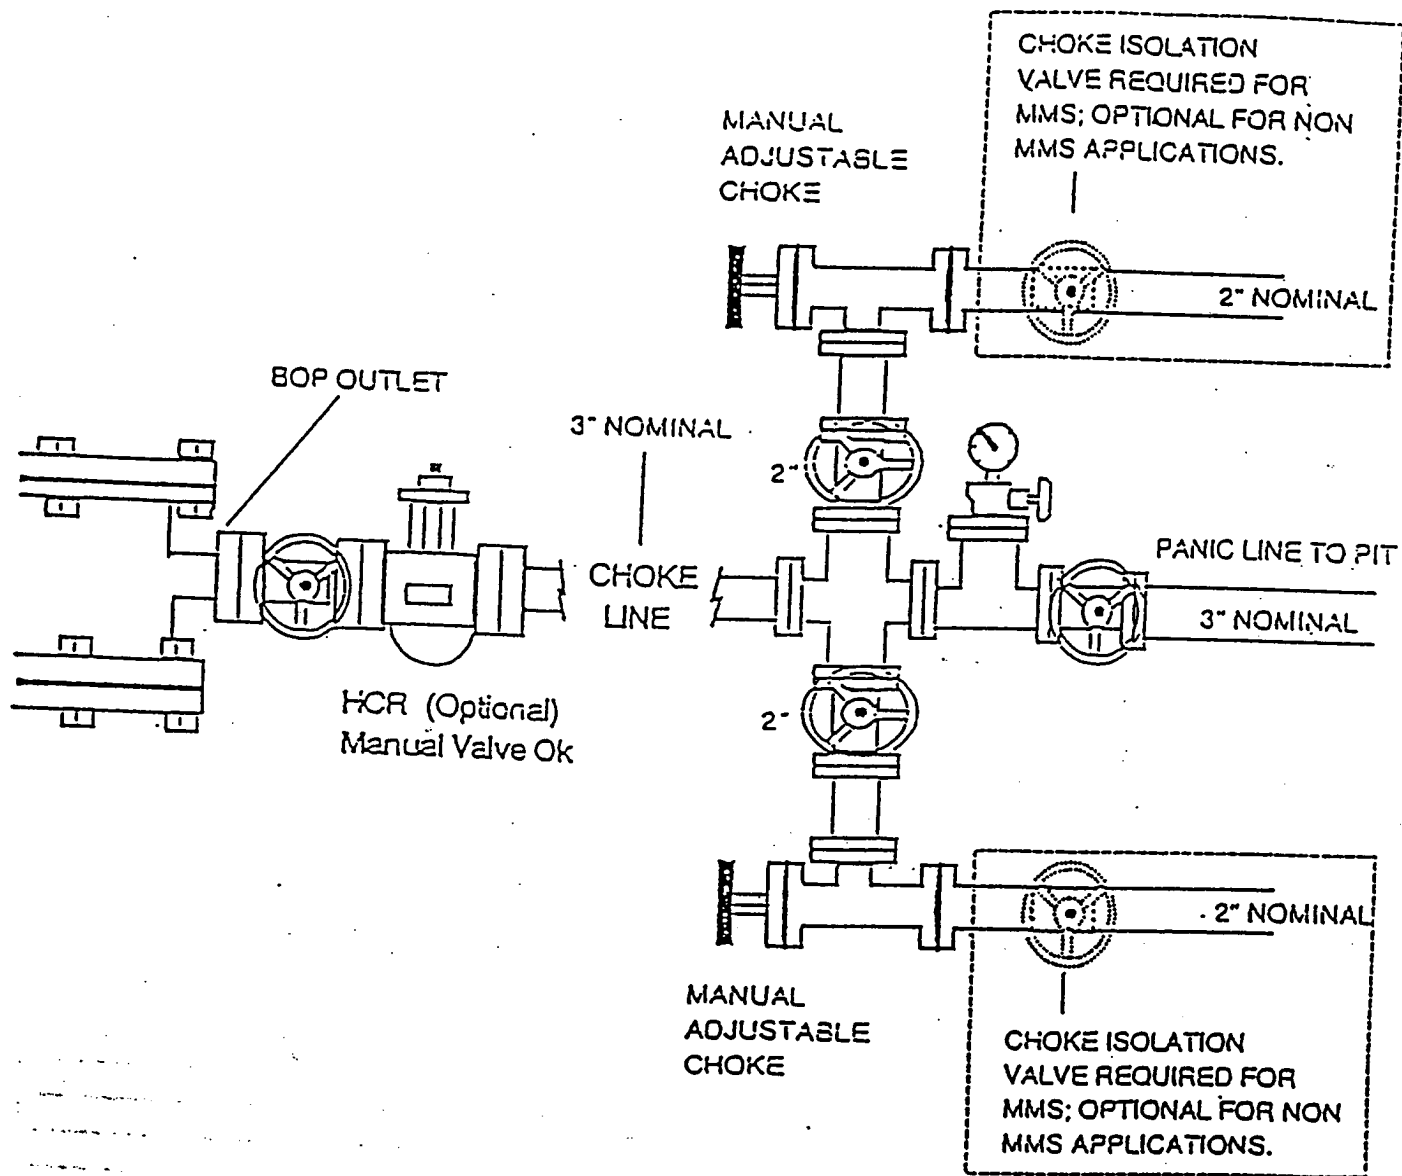 CHOKE ISOLATION
VALVE REQUIRED FOR
MMS; OPTIONAL FOR NON
MMS APPLICATIONS.
MANUAL
ADJUSTABLE
CHOKE
2" NOMINAL
BOP OUTLET
3" NOMINAL
2"
PANIC LINE TO PIT
CHOKE
LINE
3" NOMINAL
HCR (Optional)
Manual Valve Ok
2"
2" NOMINAL
MANUAL
ADJUSTABLE
CHOKE
CHOKE ISOLATION
VALVE REQUIRED FOR
MMS; OPTIONAL FOR NON
MMS APPLICATIONS.